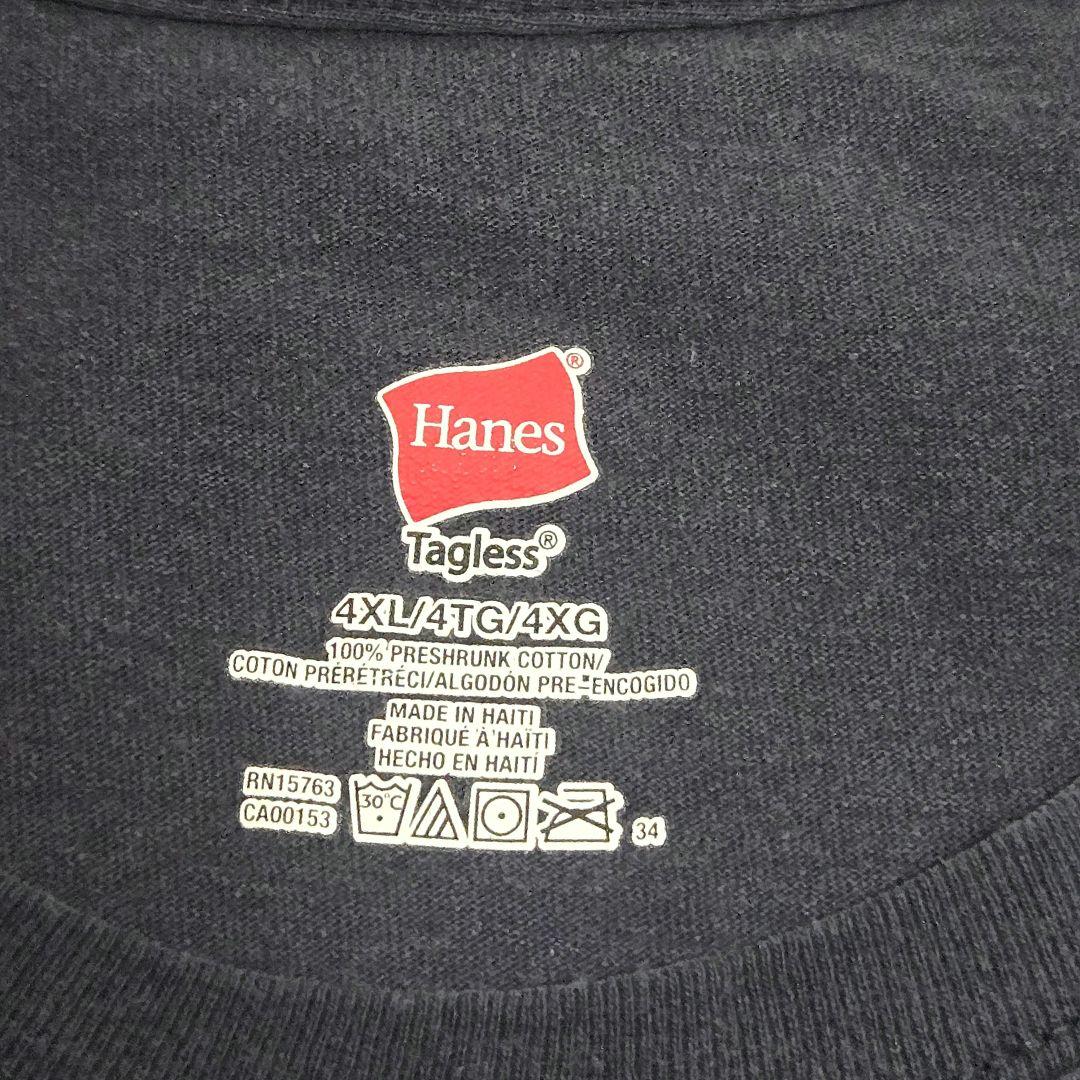 Hanes®
Tagless®
4XL/4TG/4XG
100% PRESHRUNK COTTON/
COTON PRÉRÉTRÉCI/ALGODÓN PRE-ENCOGIDO
MADE IN HAITI
FABRIQUÉ À HAÏTI
HECHO EN HAITÍ
RN15763
CA00153
30°C
34